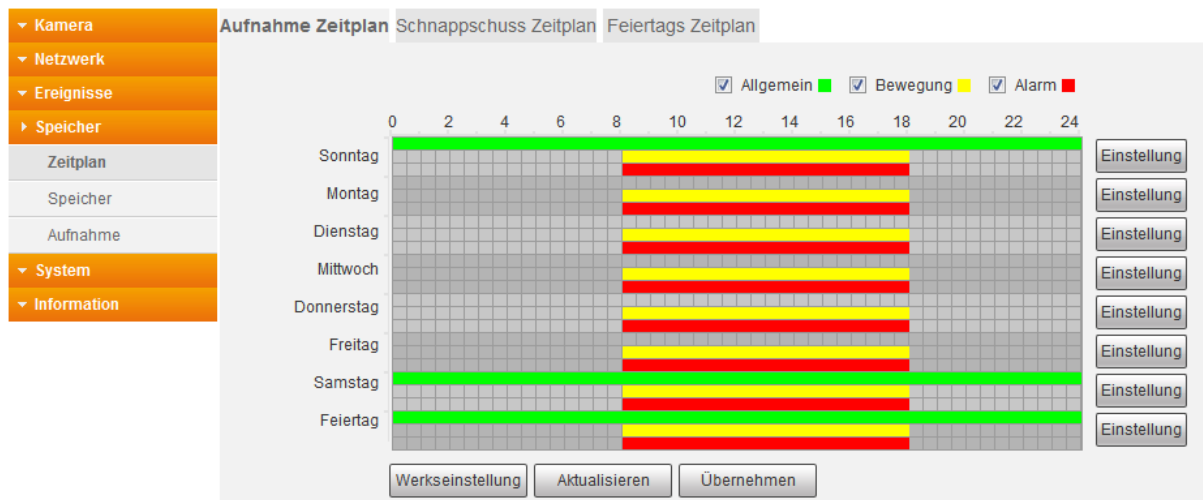 Kamera
Netzwerk
Ereignisse
Speicher
Zeitplan
Speicher
Aufnahme
System
Information
Aufnahme Zeitplan Schnappschuss Zeitplan Feiertags Zeitplan
Allgemein Bewegung Alarm
0 2 4 6 8 10 12 14 16 18 20 22 24
Sonntag Einstellung
Montag Einstellung
Dienstag Einstellung
Mittwoch Einstellung
Donnerstag Einstellung
Freitag Einstellung
Samstag Einstellung
Feiertag Einstellung
Werkseinstellung Aktualisieren Übernehmen